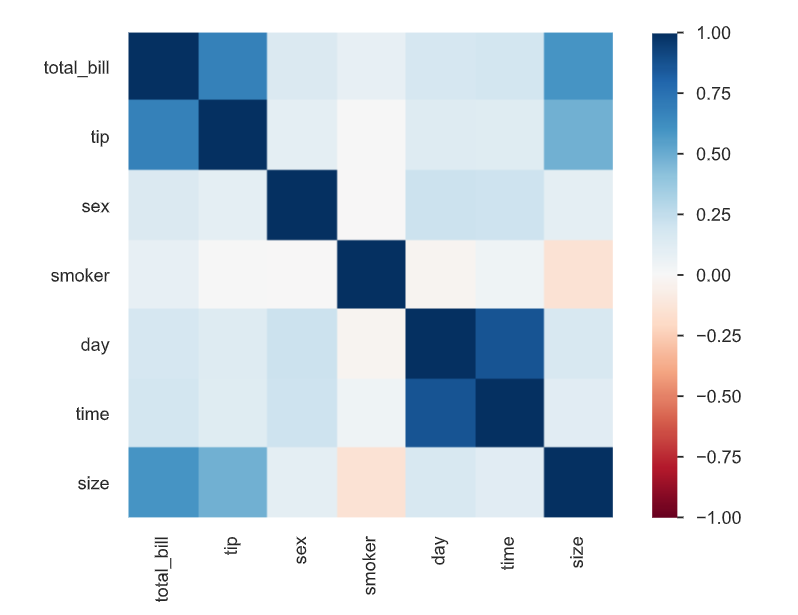 total_bill
tip
sex
smoker
day
time
size
total_bill
tip
sex
smoker
day
time
size
1.00
0.75
0.50
0.25
0.00
−0.25
−0.50
−0.75
−1.00